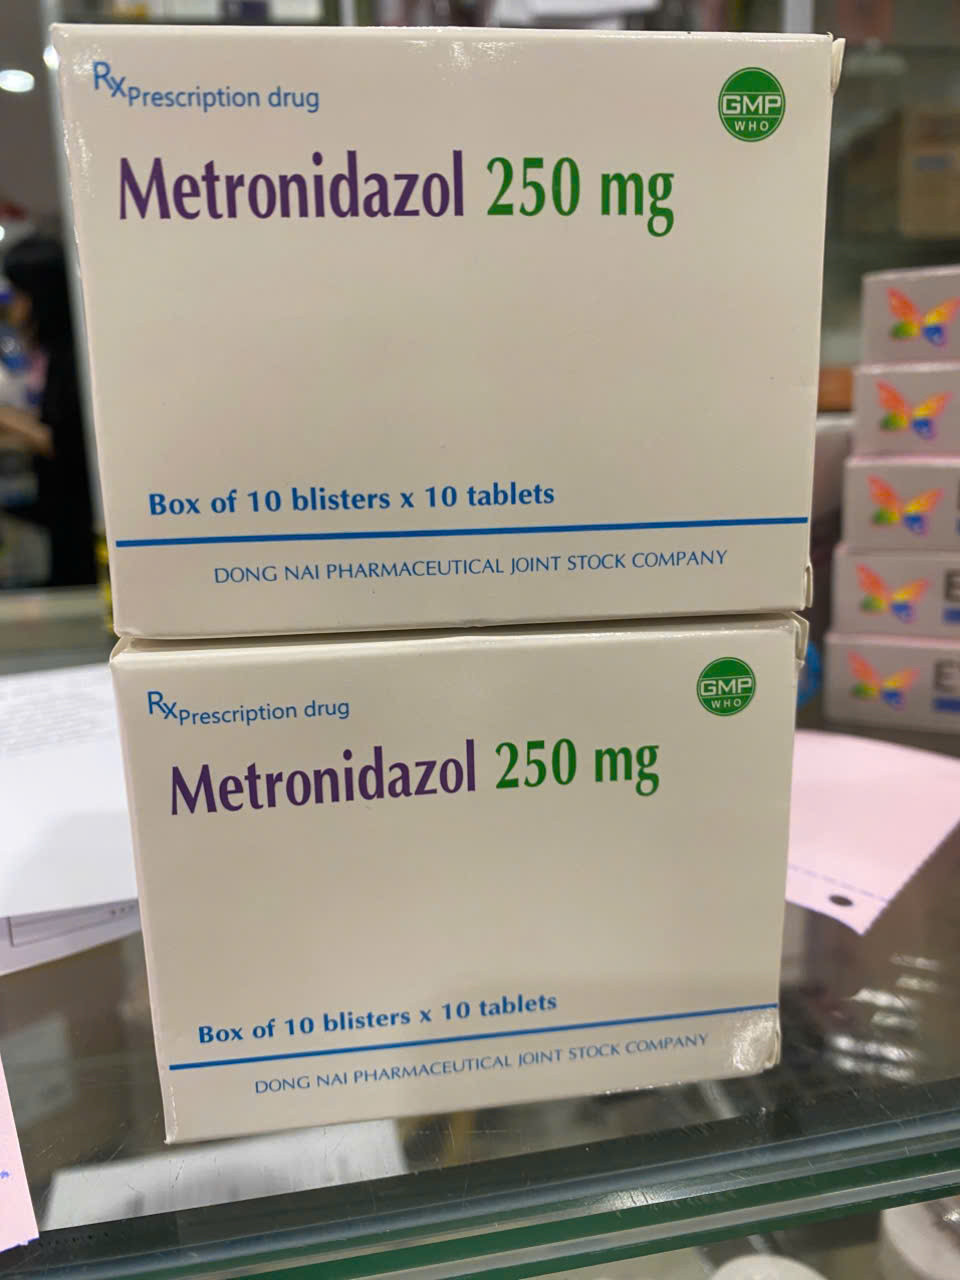 Rx Prescription drug
GMP
WHO
Metronidazol 250 mg
Box of 10 blisters x 10 tablets
DONG NAI PHARMACEUTICAL JOINT STOCK COMPANY
Rx Prescription drug
GMP
WHO
Metronidazol 250 mg
Box of 10 blisters x 10 tablets
DONG NAI PHARMACEUTICAL JOINT STOCK COMPANY